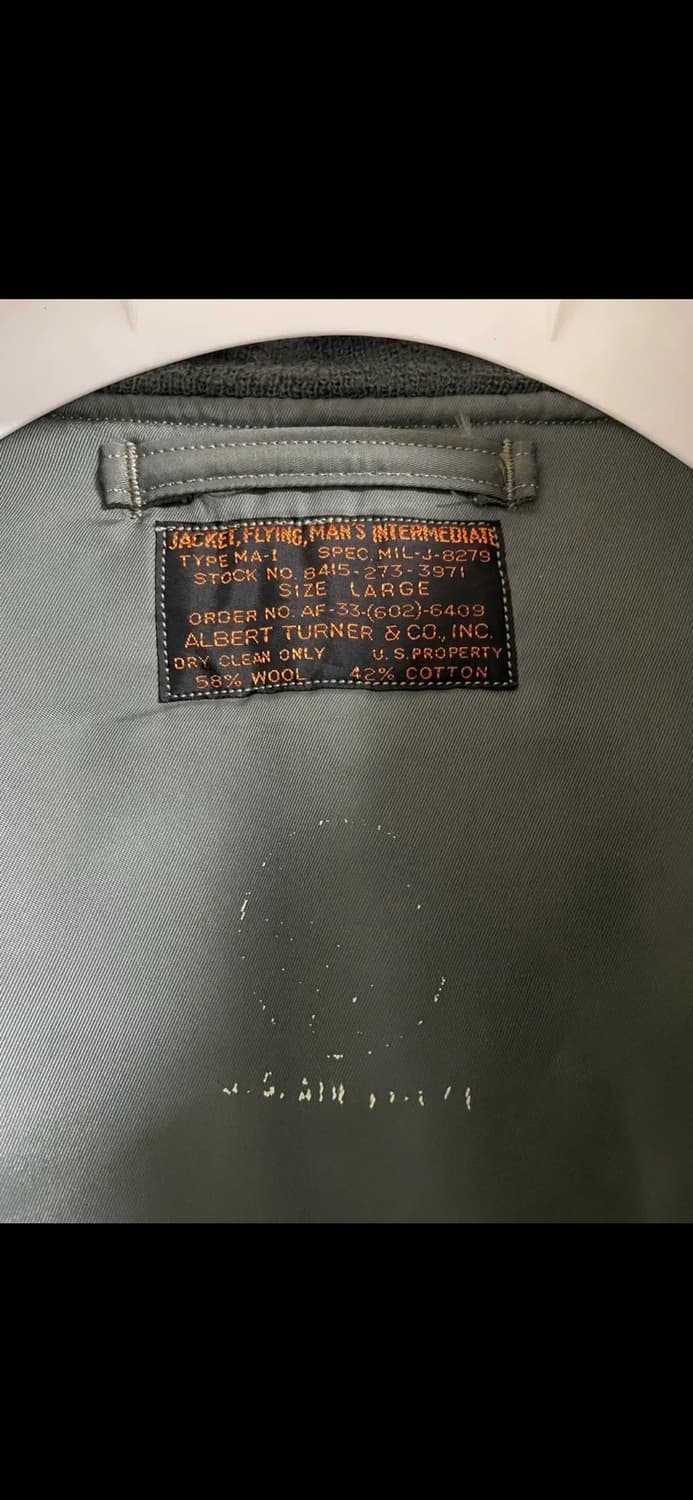 JACKET, FLYING, MAN'S INTERMEDIATE
TYPE MA-1 SPEC. MIL-J-8279
STOCK NO. 8415-273-3971
SIZE LARGE
ORDER NO. AF-33-(602)-6409
ALBERT TURNER & CO., INC.
DRY CLEAN ONLY U.S. PROPERTY
58% WOOL 42% COTTON
U.S. AIR